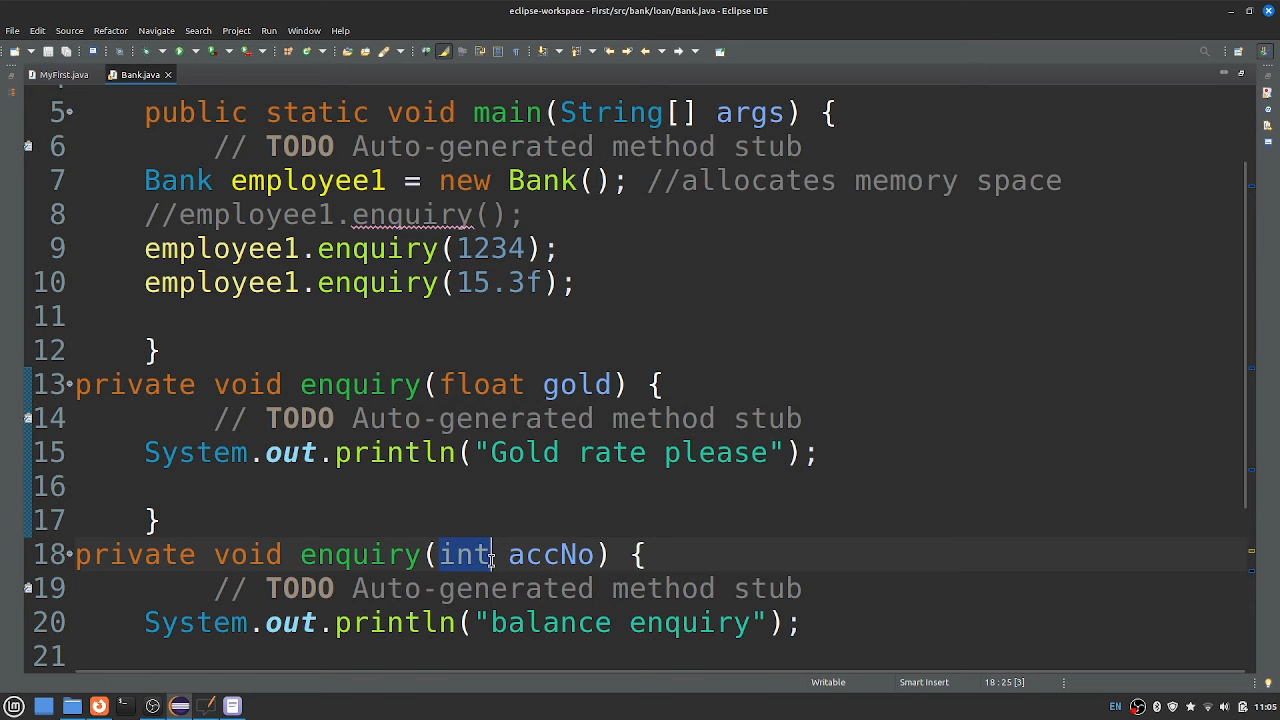 eclipse-workspace - First/src/bank/loan/Bank.Java - Eclipse IDE
File Edit Source Refactor Navigate Search Project Run Window Help
MyFirst.java Bank.java
5 public static void main(String[] args) {
6 // TODO Auto-generated method stub
7 Bank employee1 = new Bank(); //allocates memory space
8 //employee1.enquiry();
9 employee1.enquiry(1234);
10 employee1.enquiry(15.3f);
11
12 }
13 private void enquiry(float gold) {
14 // TODO Auto-generated method stub
15 System.out.println("Gold rate please");
16
17 }
18 private void enquiry(int accNo) {
19 // TODO Auto-generated method stub
20 System.out.println("balance enquiry");
21
Writable Smart Insert 18 : 25 [3]
EN 11:05